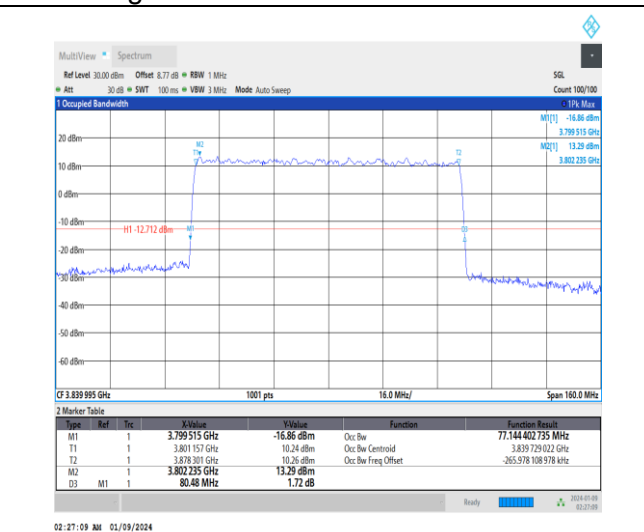 MultiView Spectrum
Ref Level 30.00 dBm Offset 8.77 dB RBW 1 MHz SGL
Att 30 dB SWT 100 ms VBW 3 MHz Mode Auto Sweep Count 100/100
1 Occupied Bandwidth 1Pk Max
M1[1] -16.86 dBm
3.799 515 GHz
M2[1] 13.29 dBm
3.802 235 GHz
20 dBm
M2
T1
T2
10 dBm
0 dBm
-10 dBm
H1 -12.712 dBm
M1
D3
-20 dBm
-30 dBm
-40 dBm
-50 dBm
-60 dBm
CF 3.839 995 GHz 1001 pts 16.0 MHz/ Span 160.0 MHz
2 Marker Table
Type Ref Trc X-Value Y-Value Function Function Result
M1 1 3.799 515 GHz -16.86 dBm Occ Bw 77.144 402 735 MHz
T1 1 3.801 157 GHz 10.24 dBm Occ Bw Centroid 3.839 729 022 GHz
T2 1 3.878 301 GHz 10.26 dBm Occ Bw Freq Offset -265.978 108 978 kHz
M2 1 3.802 235 GHz 13.29 dBm
D3 M1 1 80.48 MHz 1.72 dB
Ready 2024-01-09
02:21:09
02:27:09 AM 01/09/2024